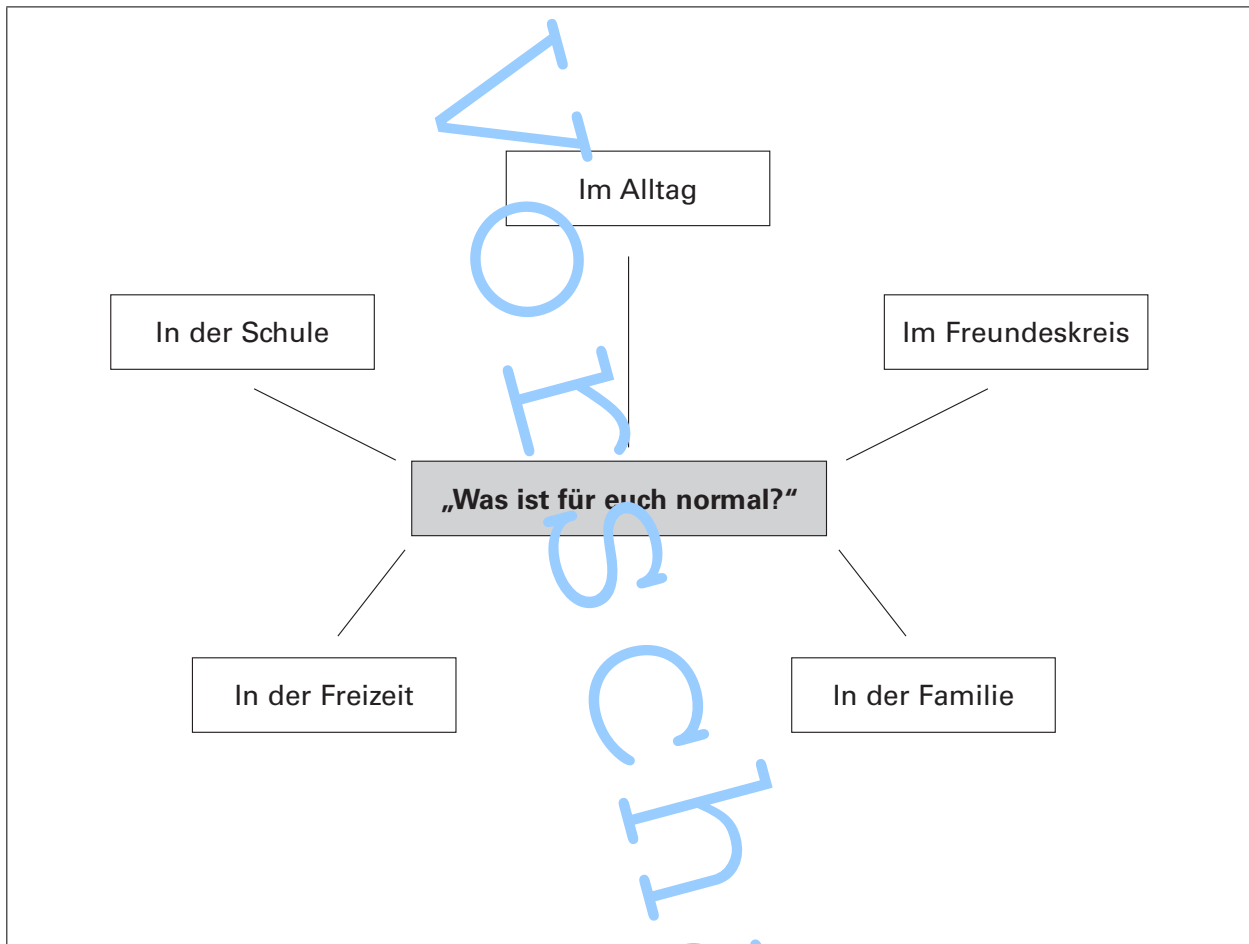 Im Alltag
In der Schule
Im Freundeskreis
„Was ist für euch normal?“
In der Freizeit
In der Familie
Vorsch